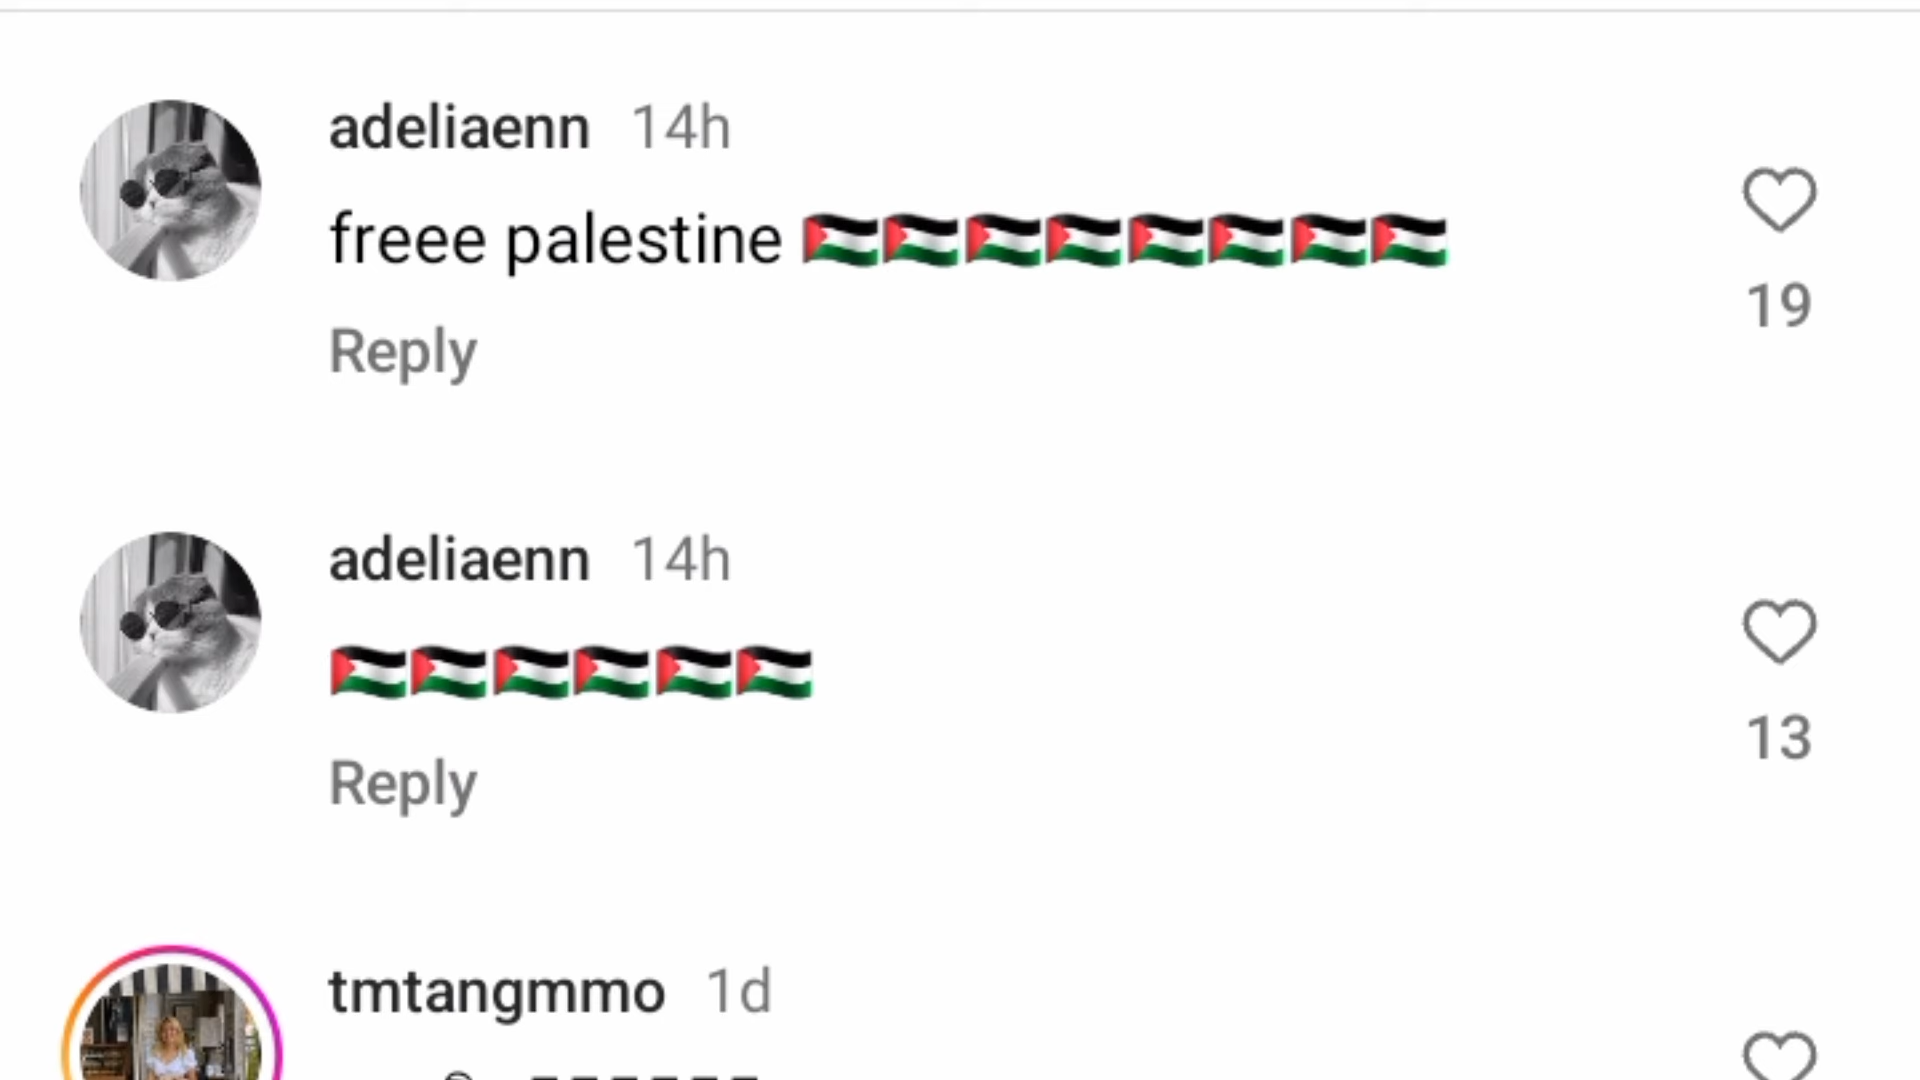 adeliaenn 14h
freee palestine 🇵🇸🇵🇸🇵🇸🇵🇸🇵🇸🇵🇸🇵🇸🇵🇸
19
Reply
adeliaenn 14h
🇵🇸🇵🇸🇵🇸🇵🇸🇵🇸🇵🇸
13
Reply
tmtangmmo 1d